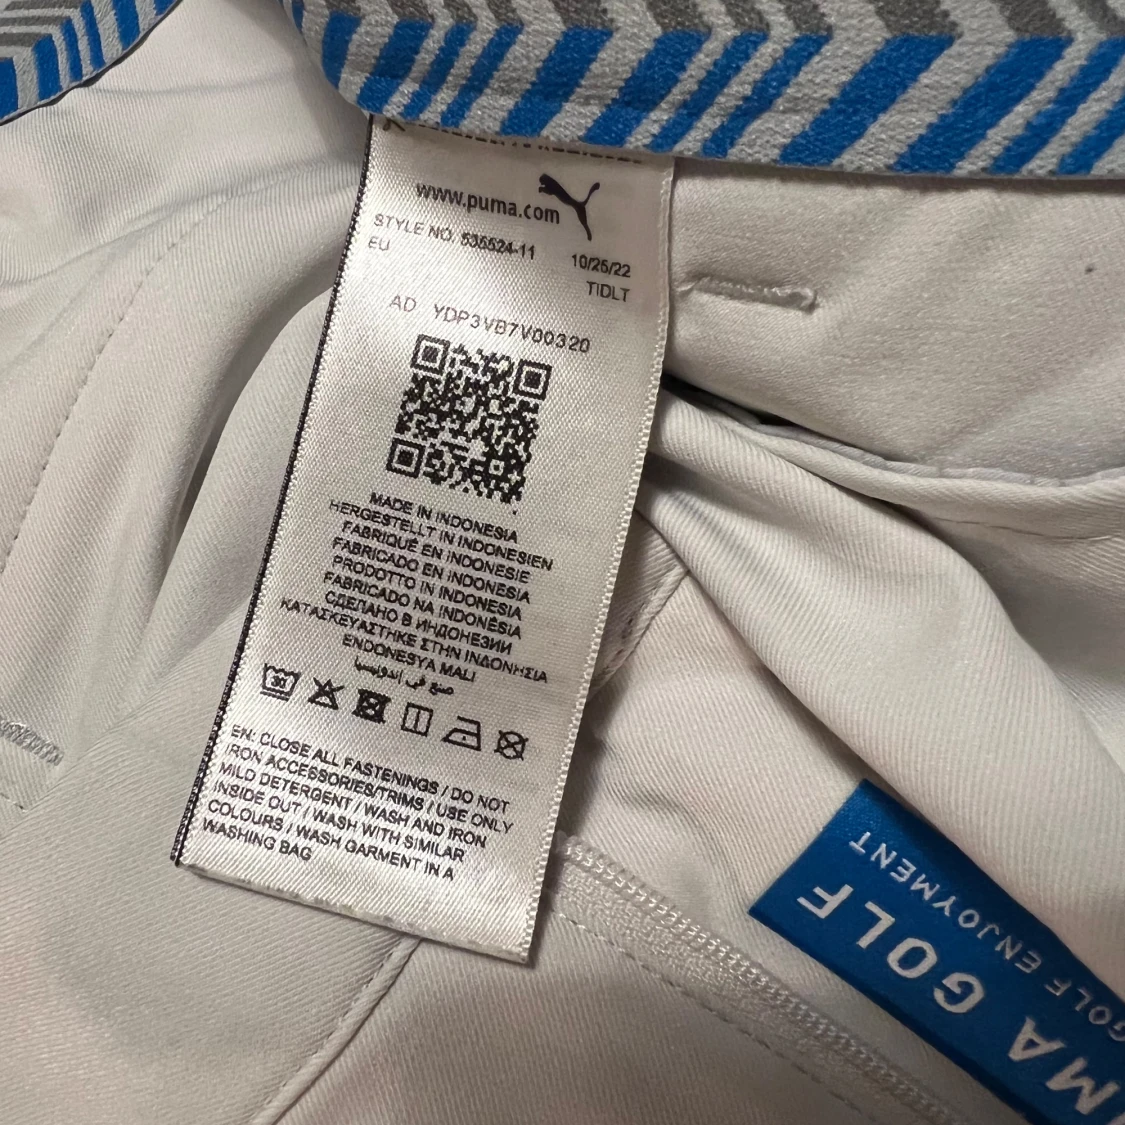 www.puma.com
STYLE NO. 535524-11 10/25/22
EU TIDLT
AD YDP3VB7V00320
MADE IN INDONESIA
HERGESTELLT IN INDONESIEN
FABRIQUÉ EN INDONESIE
FABRICADO EN INDONESIA
PRODOTTO IN INDONESIA
FABRICADO NA INDONÉSIA
СДЕЛАНО В ИНДОНЕЗИИ
ΚΑΤΑΣΚΕΥΑΣΤΗΚΕ ΣΤΗΝ ΙΝΔΟΝΗΣΙΑ
ENDONESYA MALI
صنع في اندونيسيا
30
EN: CLOSE ALL FASTENINGS / DO NOT
IRON ACCESSORIES/TRIMS / USE ONLY
MILD DETERGENT / WASH AND IRON
INSIDE OUT / WASH WITH SIMILAR
COLOURS / WASH GARMENT IN A
WASHING BAG
MA GOLF
GOLF ENJOYMENT